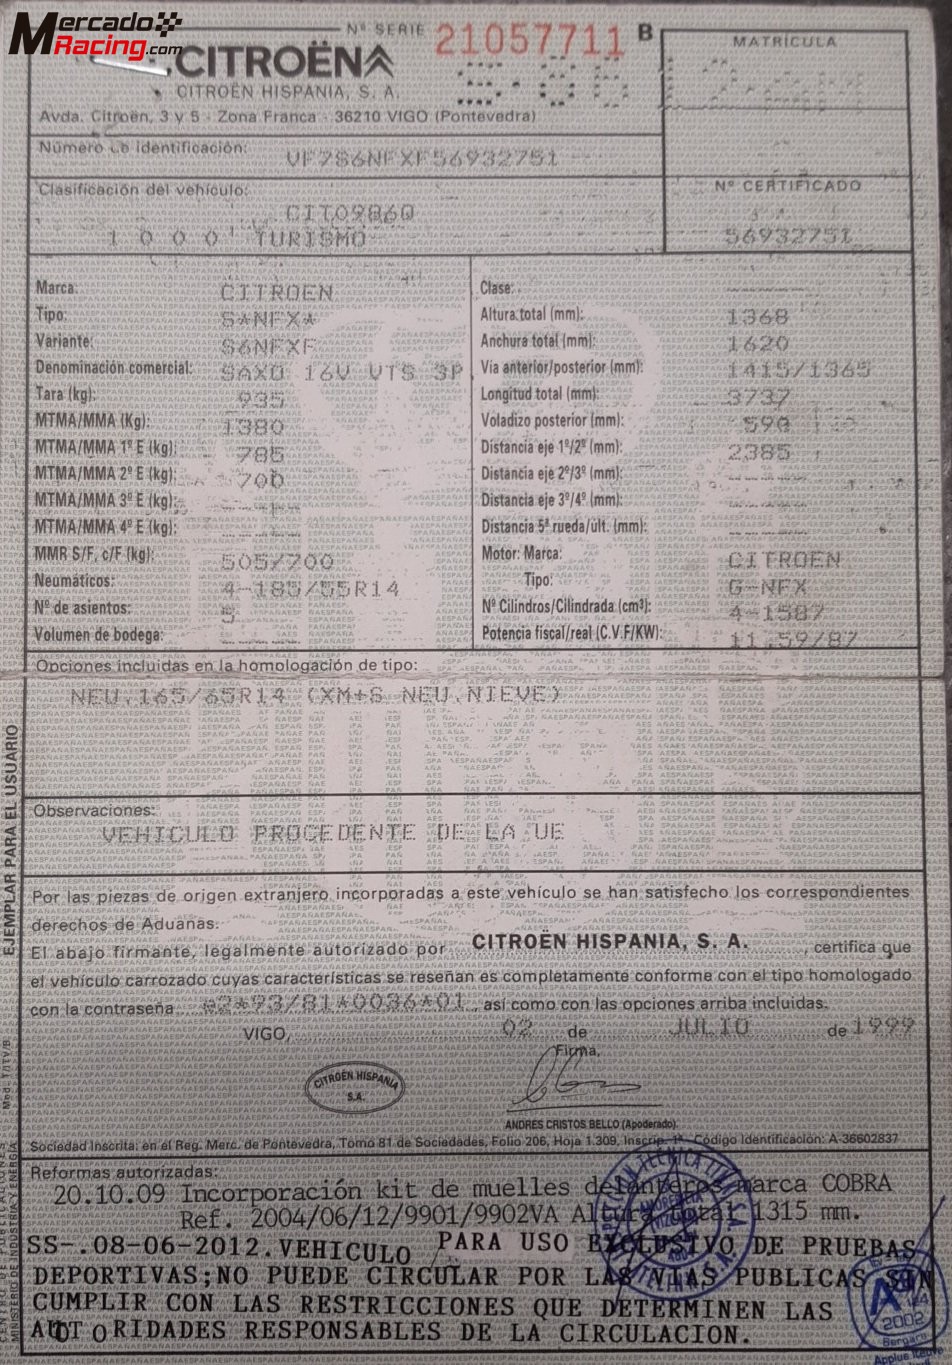 Mercado
Racing.com
Nº SERIE 21057711 B
CITROËN
CITROËN HISPANIA, S. A.
Avda. Citroën, 3 y 5 - Zona Franca - 36210 VIGO (Pontevedra)
MATRÍCULA
Número de identificación: VF7S6NFXF56932751
Clasificación del vehículo:
CIT09860
1000 TURISMO
Nº CERTIFICADO
56932751
Marca: CITROEN
Tipo: S*NFX*
Variante: S6NFXF
Denominación comercial: SAXO 16V VTS 3P
Tara (kg): 935
MTMA/MMA (Kg): 1380
MTMA/MMA 1º E (kg): 785
MTMA/MMA 2º E (kg): 700
MTMA/MMA 3º E (kg): -----
MTMA/MMA 4º E (kg): -----
MMR S/F, c/F (kg): 505/700
Neumáticos: 4-185/55R14
Nº de asientos: 5
Volumen de bodega: -----
Clase: -----
Altura total (mm): 1368
Anchura total (mm): 1620
Via anterior/posterior (mm): 1415/1365
Longitud total (mm): 3737
Voladizo posterior (mm): 590
Distancia eje 1º/2º (mm): 2385
Distancia eje 2º/3º (mm): -----
Distancia eje 3º/4º (mm): -----
Distancia 5ª rueda/últ. (mm): -----
Motor: Marca: CITROEN
Tipo: G-NFX
Nº Cilindros/Cilindrada (cm³): 4-1587
Potencia fiscal/real (C.V.F/KW): 11,59/87
Opciones incluidas en la homologación de tipo:
NEU.165/65R14 (XM+S NEU.NIEVE)
Observaciones:
VEHICULO PROCEDENTE DE LA UE
Por las piezas de origen extranjero incorporadas a este vehículo se han satisfecho los correspondientes
derechos de Aduanas.
El abajo firmante, legalmente autorizado por CITROËN HISPANIA, S. A. , certifica que
el vehículo carrozado cuyas características se reseñan es completamente conforme con el tipo homologado
con la contraseña e2*93/81*0036*01, así como con las opciones arriba incluidas.
VIGO, 02 de JULIO de 1999
Firma,
CITROËN HISPANIA
S.A.
ANDRES CRISTOS BELLO (Apoderado)
Sociedad Inscrita: en el Reg. Merc. de Pontevedra, Tomo 81 de Sociedades, Folio 206, Hoja 1.309, Inscrip. 1ª. Código Identificación: A-36602837
Reformas autorizadas:
20.10.09 Incorporación kit de muelles delanteros marca COBRA
Ref. 2004/06/12/9901/9902VA Altura total 1315 mm.
SS-.08-06-2012.VEHICULO PARA USO EXCLUSIVO DE PRUEBAS
DEPORTIVAS;NO PUEDE CIRCULAR POR LAS VIAS PUBLICAS SIN
CUMPLIR CON LAS RESTRICCIONES QUE DETERMINEN LAS
AUTORIDADES RESPONSABLES DE LA CIRCULACION.
EJEMPLAR PARA EL USUARIO
Mod. T/ITV/B
MINISTERIO DE INDUSTRIA Y ENERGIA
2002
Bergara